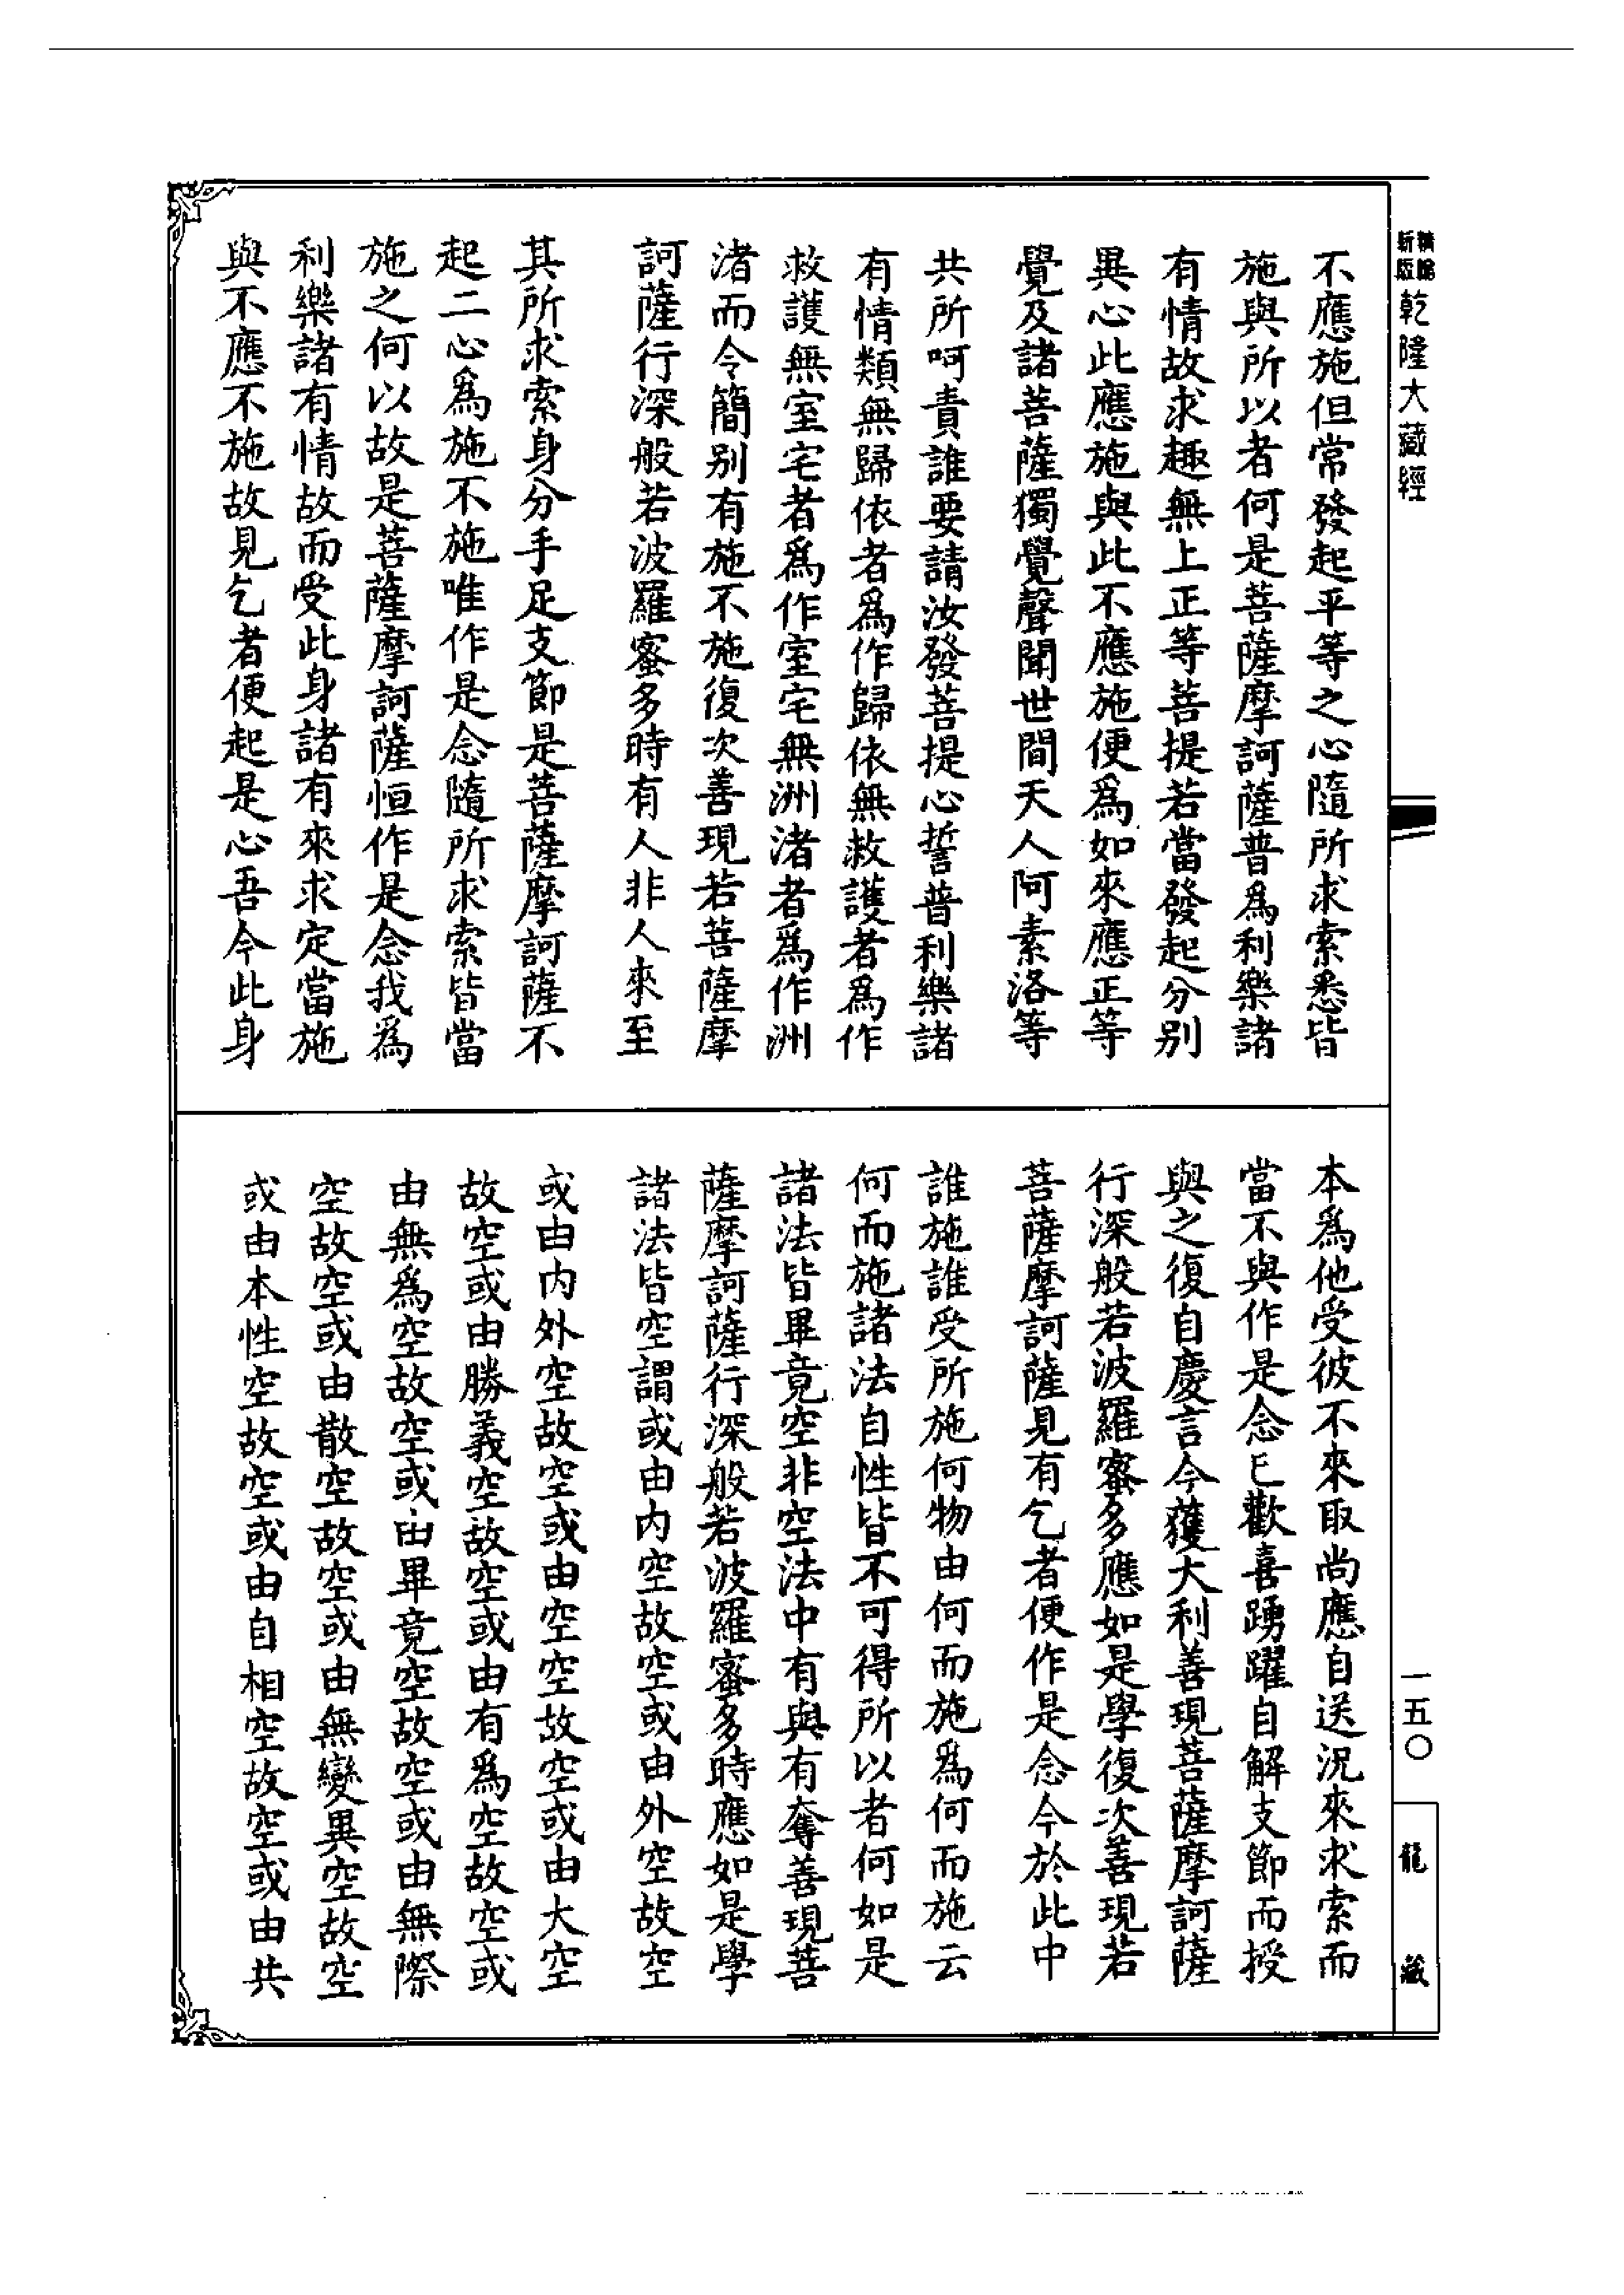 不應施但常發起平等之心隨所求索悉皆
施與所以者何是菩薩摩訶薩普爲利樂諸
有情故求趣無上正等菩提若當發起分别
異心此應施與此不應施便爲如來應正等
覺及諸菩薩獨覺聲聞世間天人阿素洛等
共所呵責誰要請汝發菩提心誓普利樂諸
有情類無歸依者爲作歸依無救護者爲作
救護無室宅者爲作室宅無洲渚者爲作洲
渚而令簡别有施不施復次善現若菩薩摩
訶薩行深般若波羅蜜多時有人非人來至
其所求索身分手足支節是菩薩摩訶薩不
起二心爲施不施唯作是念隨所求索皆當
施之何以故是菩薩摩訶薩恒作是念我爲
利樂諸有情故而受此身諸有來求定當施
與不應不施故見乞者便起是心吾今此身
本爲他受彼不來取尚應自送況來求索而
當不與作是念已歡喜踴躍自解支節而授
與之復自慶言今獲大利善現菩薩摩訶薩
行深般若波羅蜜多應如是學復次善現若
菩薩摩訶薩見有乞者便作是念今於此中
誰施誰受所施何物由何而施爲何而施云
何而施諸法自性皆不可得所以者何如是
諸法皆畢竟空非空法中有與有奪善現菩
薩摩訶薩行深般若波羅蜜多時應如是學
諸法皆空謂或由内空故空或由外空故空
或由内外空故空或由空空故空或由大空
故空或由勝義空故空或由有爲空故空或
由無爲空故空或由畢竟空故空或由無際
空故空或由散空故空或由無變異空故空
或由本性空故空或由自相空故空或由共
新版乾隆大藏經
一五〇
龍藏